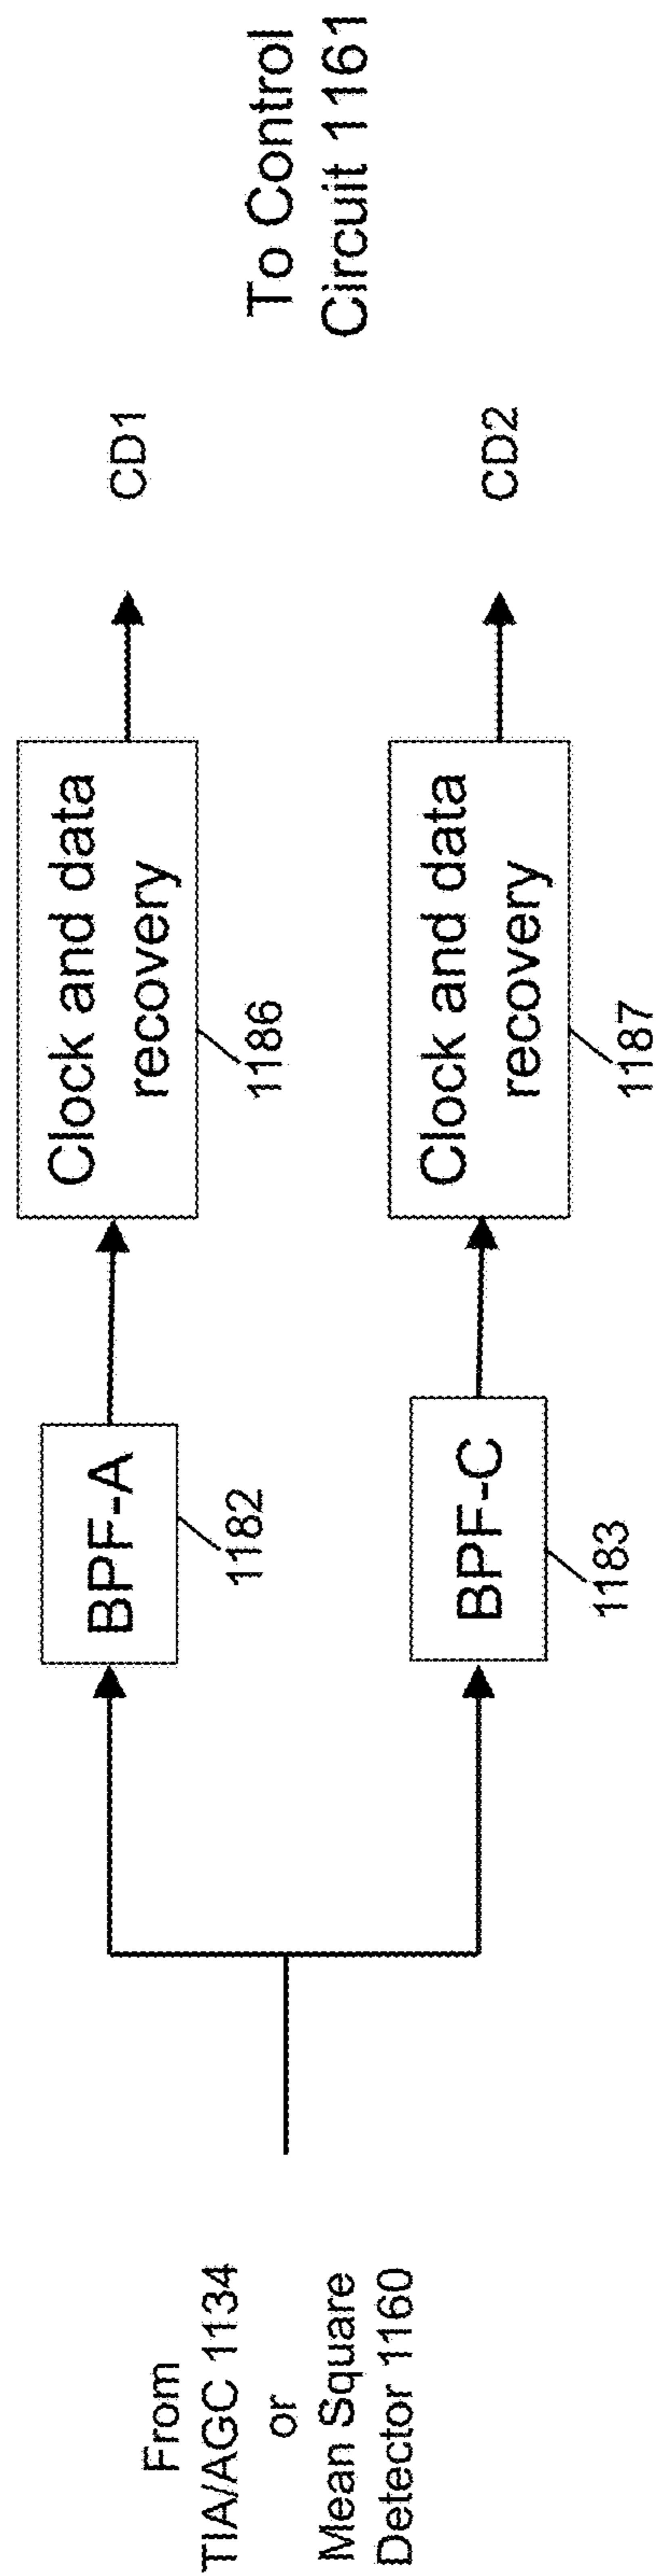 From
TIA/AGC 1134
or
Mean Square
Detector 1160
BPF-A
1182
Clock and data
recovery
1186
CD1
BPF-C
1183
Clock and data
recovery
1187
CD2
To Control
Circuit 1161